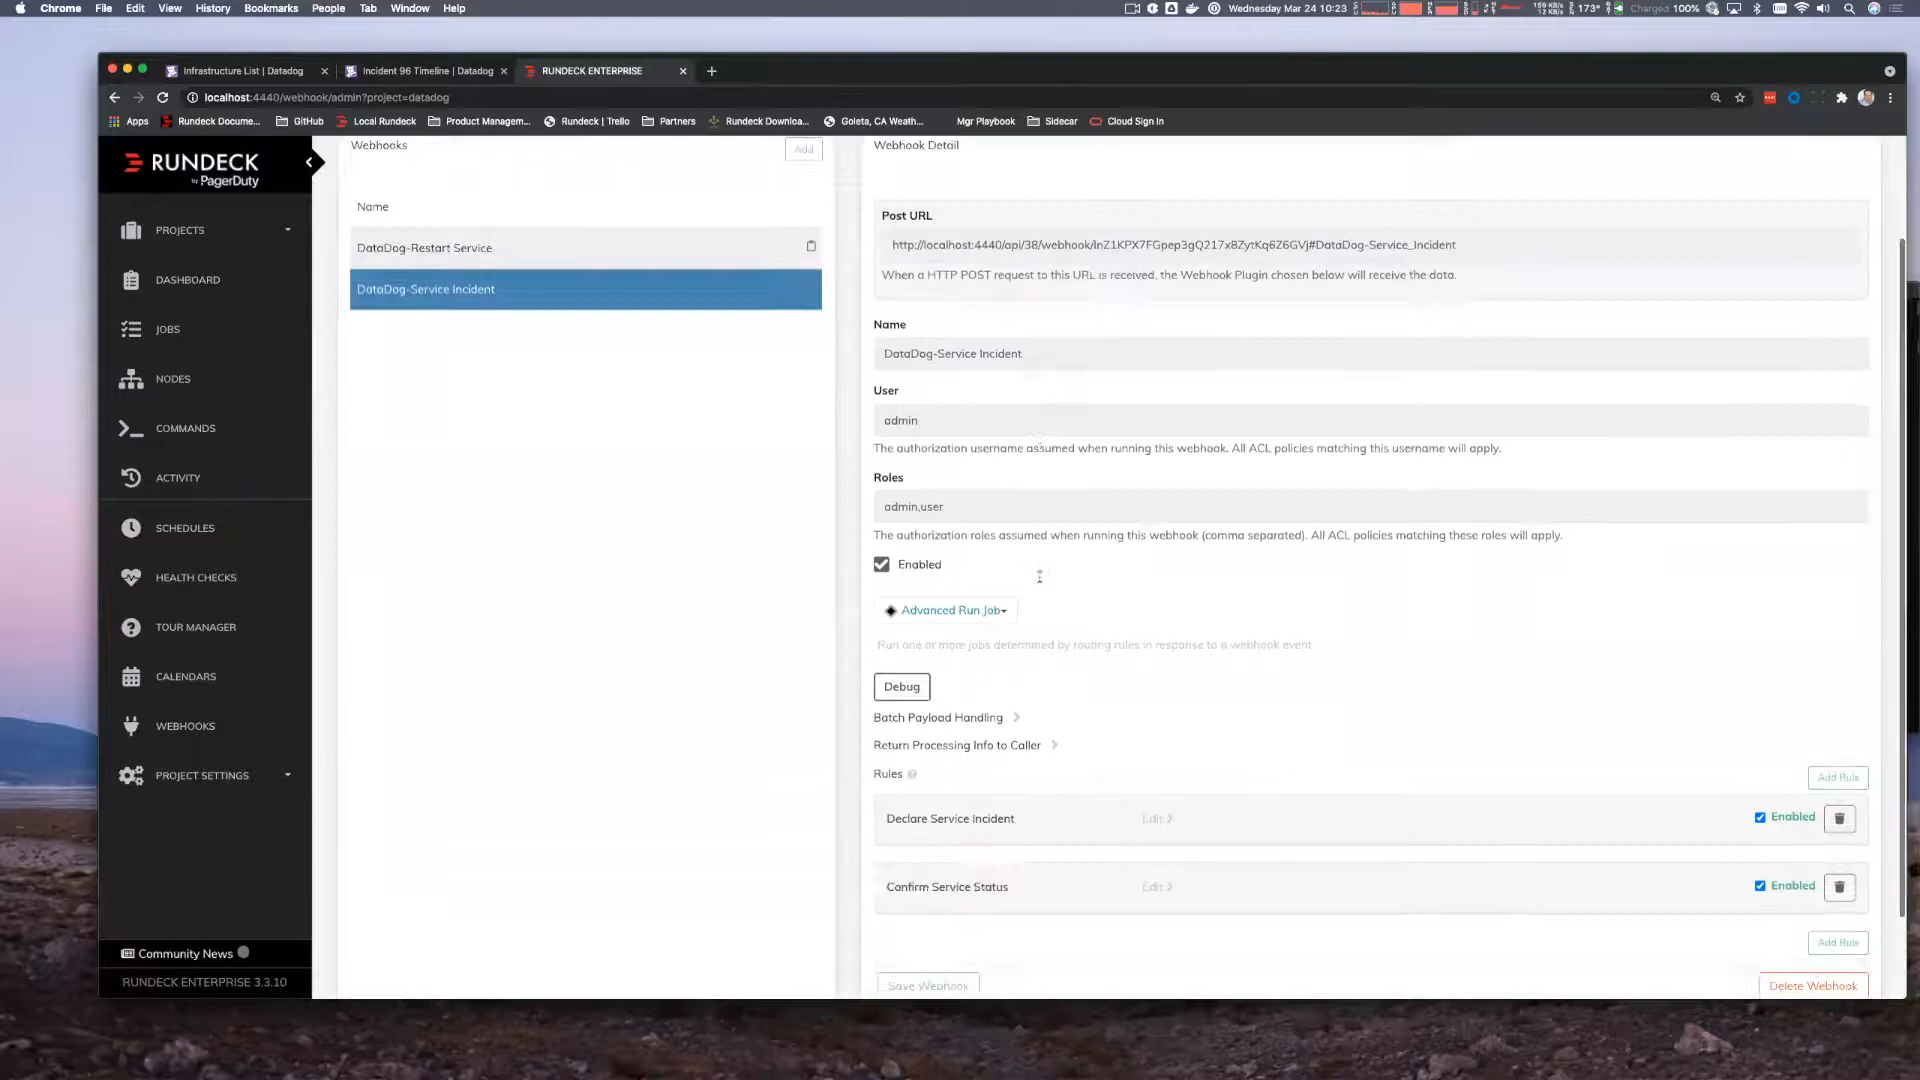 Chrome File Edit View History Bookmarks People Tab Window Help
Wednesday Mar 24 10:23
189 KB/s
12 KB/s
173°
Charged 100%
Infrastructure List | Datadog
Incident 96 Timeline | Datadog
RUNDECK ENTERPRISE
localhost:4440/webhook/admin?project=datadog
Apps
Rundeck Docume...
GitHub
Local Rundeck
Product Managem...
Rundeck | Trello
Partners
Rundeck Downloa...
Goleta, CA Weath...
Mgr Playbook
Sidecar
Cloud Sign In
RUNDECK
by PagerDuty
PROJECTS
DASHBOARD
JOBS
NODES
COMMANDS
ACTIVITY
SCHEDULES
HEALTH CHECKS
TOUR MANAGER
CALENDARS
WEBHOOKS
PROJECT SETTINGS
Community News
RUNDECK ENTERPRISE 3.3.10
Webhooks
Add
Name
DataDog-Restart Service
DataDog-Service Incident
Webhook Detail
Post URL
http://localhost:4440/api/38/webhook/lnZ1KPX7FGpep3gQ217x8ZytKq6Z6GVj#DataDog-Service_Incident
When a HTTP POST request to this URL is received, the Webhook Plugin chosen below will receive the data.
Name
DataDog-Service Incident
User
admin
The authorization username assumed when running this webhook. All ACL policies matching this username will apply.
Roles
admin,user
The authorization roles assumed when running this webhook (comma separated). All ACL policies matching these roles will apply.
Enabled
Advanced Run Job
Run one or more jobs determined by routing rules in response to a webhook event
Debug
Batch Payload Handling
Return Processing Info to Caller
Rules
Add Rule
Declare Service Incident
Edit
Enabled
Confirm Service Status
Edit
Enabled
Add Rule
Save Webhook
Delete Webhook